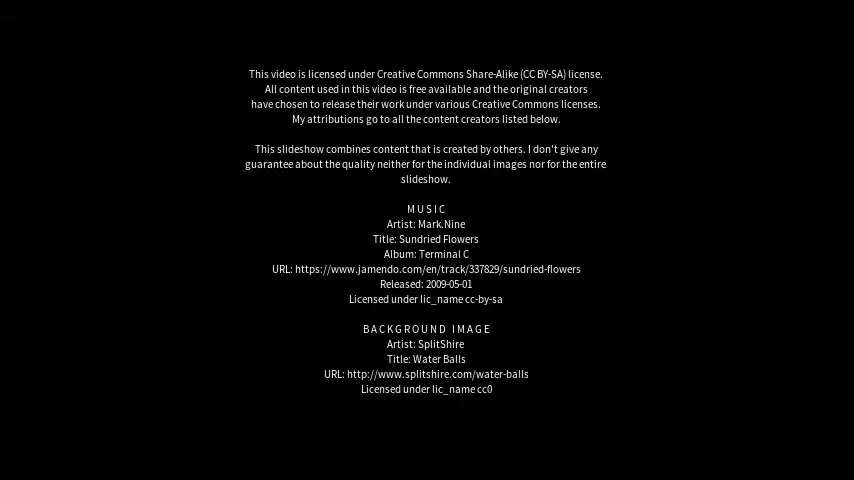 This video is licensed under Creative Commons Share-Alike (CC BY-SA) license.
All content used in this video is free available and the original creators
have chosen to release their work under various Creative Commons licenses.
My attributions go to all the content creators listed below.
This slideshow combines content that is created by others. I don't give any
guarantee about the quality neither for the individual images nor for the entire
slideshow.
MUSIC
Artist: Mark.Nine
Title: Sundried Flowers
Album: Terminal C
URL: https://www.jamendo.com/en/track/337829/sundried-flowers
Released: 2009-05-01
Licensed under lic_name cc-by-sa
BACKGROUND IMAGE
Artist: SplitShire
Title: Water Balls
URL: http://www.splitshire.com/water-balls
Licensed under lic_name cc0